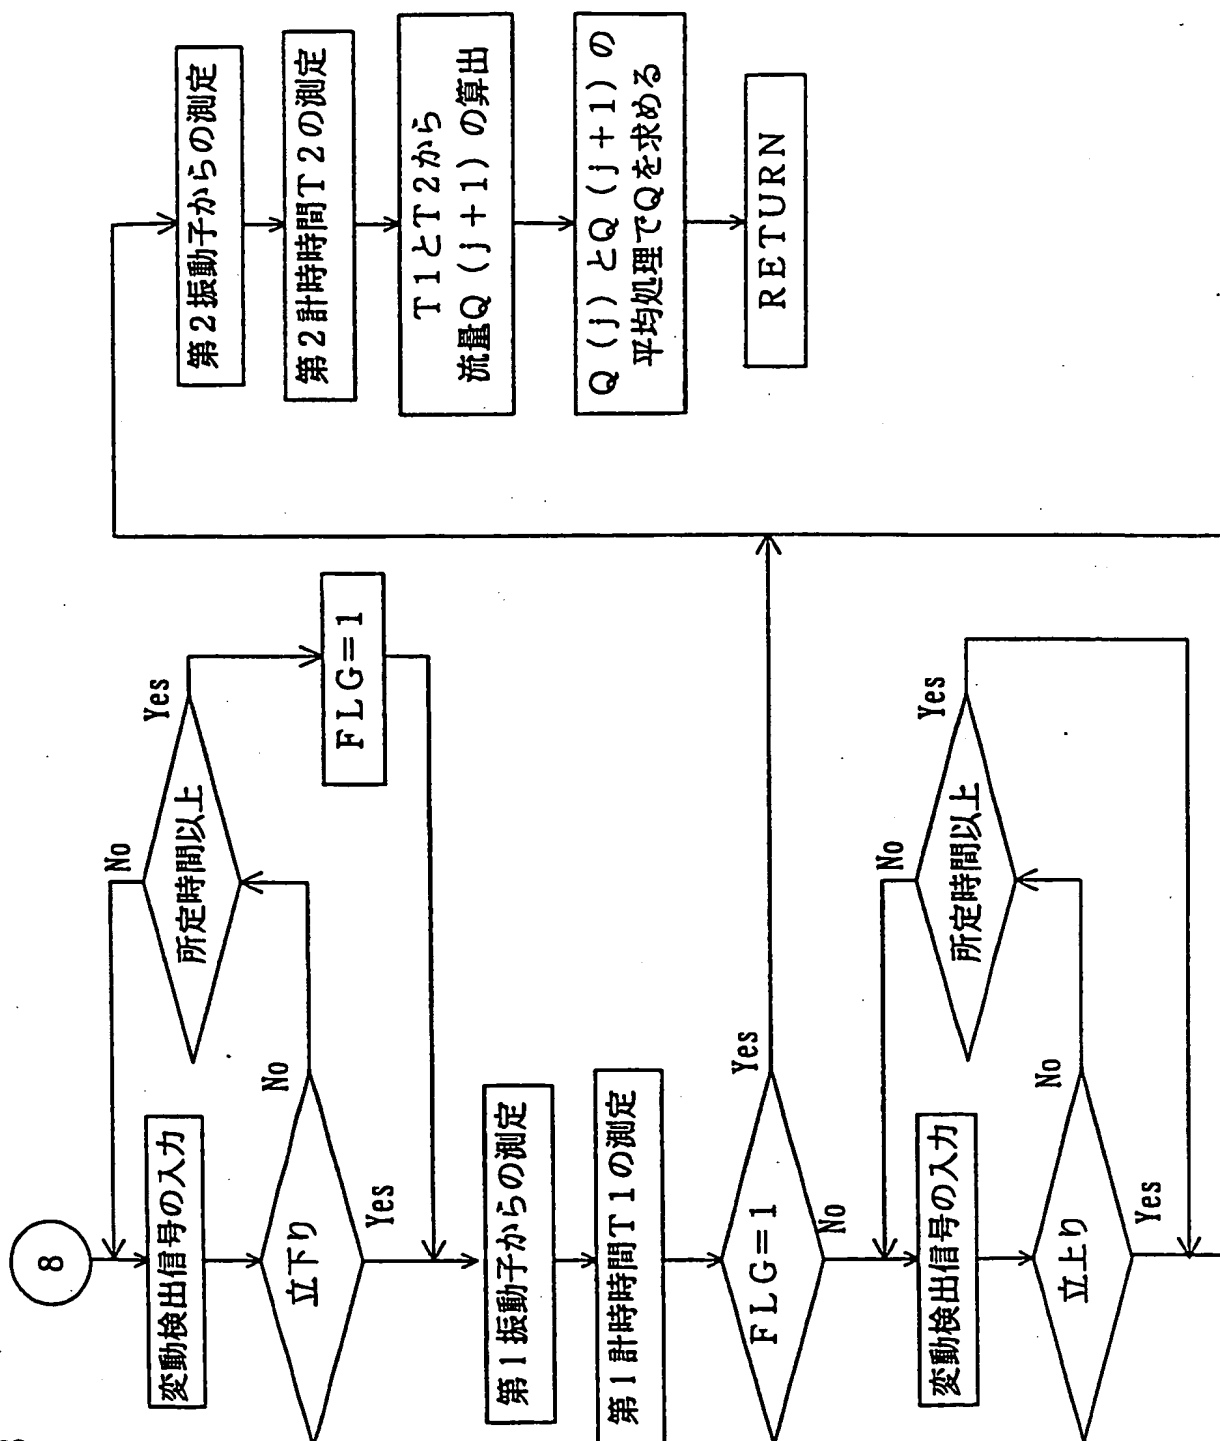 8
変動検出信号の入力
立下り
No
Yes
所定時間以上
No
Yes
FLG=1
第1振動子からの測定
第1計時時間T1の測定
FLG=1
Yes
No
変動検出信号の入力
立上り
No
Yes
所定時間以上
No
Yes
第2振動子からの測定
第2計時時間T2の測定
T1とT2から
流量Q(j+1)の算出
Q(j)とQ(j+1)の
平均処理でQを求める
RETURN